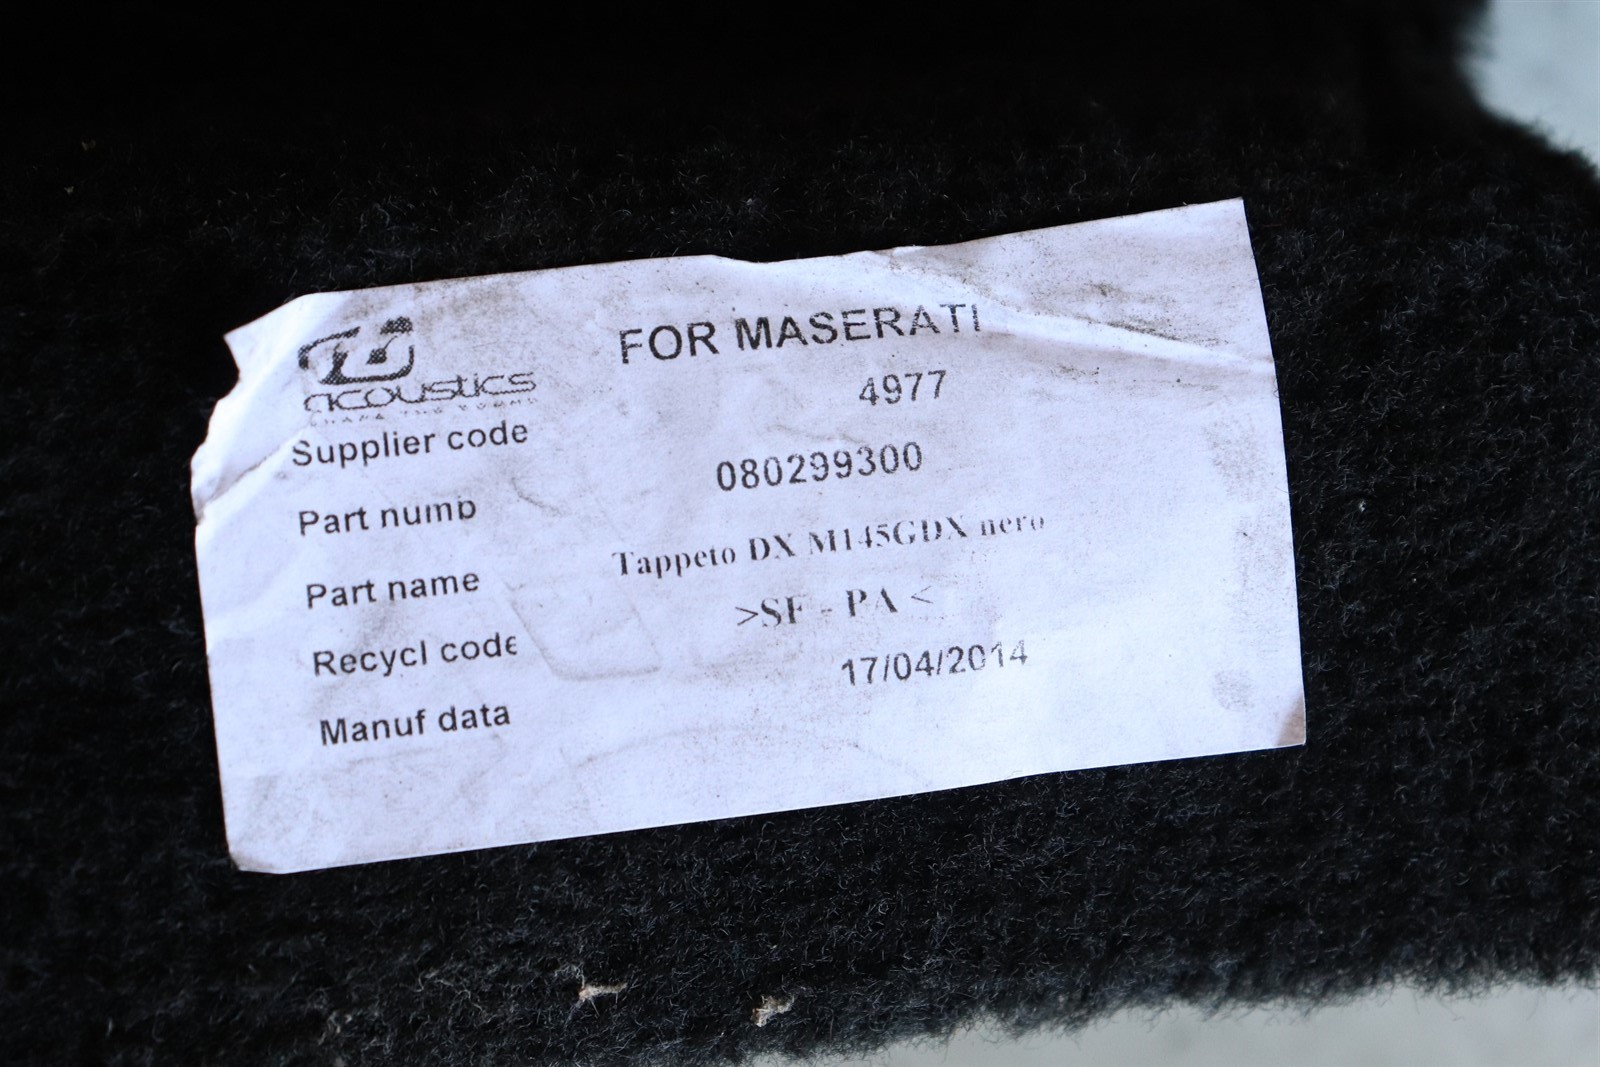 FOR MASERATI
acoustics
Supplier code 4977
Part numb 080299300
Part name Tappeto DX M145GDX nero
Recycl code >SF - PA <
Manuf data 17/04/2014